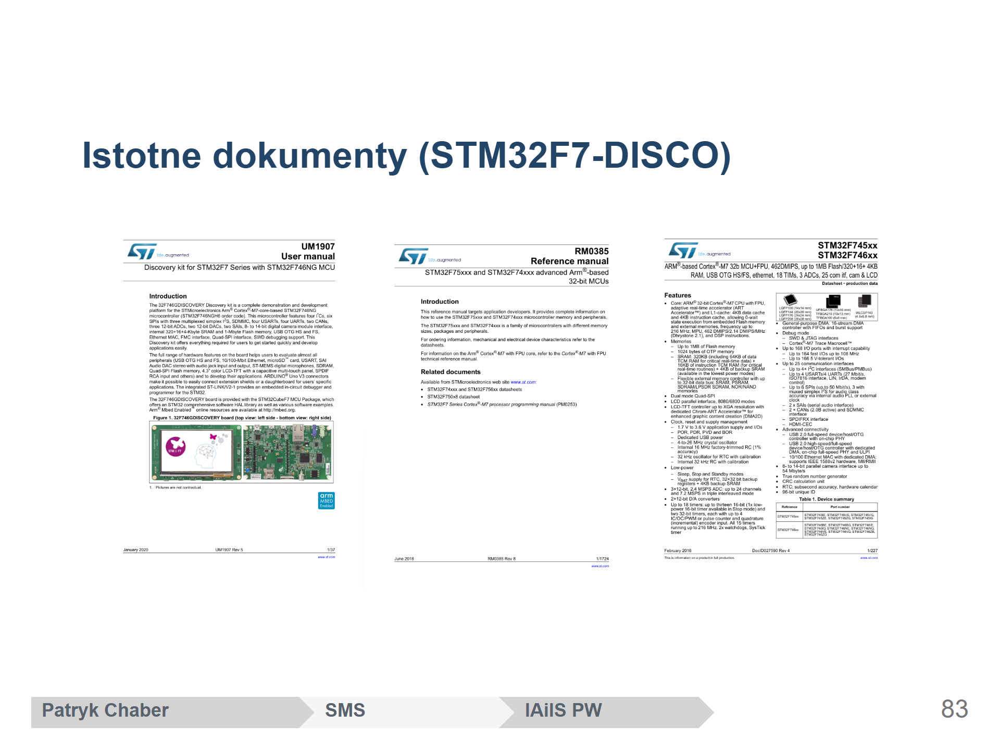 Istotne dokumenty (STM32F7-DISCO)
life.augmented
UM1907
User manual
Discovery kit for STM32F7 Series with STM32F746NG MCU
Introduction
The 32F746GDISCOVERY Discovery kit is a complete demonstration and development
platform for the STMicroelectronics Arm® Cortex®-M7-core-based STM32F746NG
microcontroller (STM32F746NGH6 order code). This microcontroller features four I²Cs, six
SPIs with three multiplexed simplex I²S, SDMMC, four USARTs, four UARTs, two CANs,
three 12-bit ADCs, two 12-bit DACs, two SAIs, 8- to 14-bit digital camera module interface,
internal 320+16+4-Kbyte SRAM and 1-Mbyte Flash memory, USB OTG HS and FS,
Ethernet MAC, FMC interface, Quad-SPI interface, SWD debugging support. This
Discovery kit offers everything required for users to get started quickly and develop
applications easily.
The full range of hardware features on the board helps users to evaluate almost all
peripherals (USB OTG HS and FS, 10/100-Mbit Ethernet, microSD™ card, USART, SAI
Audio DAC stereo with audio jack input and output, ST-MEMS digital microphones, SDRAM,
Quad-SPI Flash memory, 4.3" color LCD-TFT with a capacitive multi-touch panel, SPDIF
RCA input and others) and to develop their applications. ARDUINO® Uno V3 connectors
make it possible to easily connect extension shields or a daughterboard for users' specific
applications. The integrated ST-LINK/V2-1 provides an embedded in-circuit debugger and
programmer for the STM32.
The 32F746GDISCOVERY board is provided with the STM32CubeF7 MCU Package, which
offers an STM32 comprehensive software HAL library as well as various software examples.
Arm® Mbed Enabled™ online resources are available at http://mbed.org.
Figure 1. 32F746GDISCOVERY board (top view: left side - bottom view: right side)
STM32 F7
1. Pictures are not contractual.
arm
MBED
Enabled
January 2020 UM1907 Rev 5 1/37
www.st.com
life.augmented
RM0385
Reference manual
STM32F75xxx and STM32F74xxx advanced Arm®-based
32-bit MCUs
Introduction
This reference manual targets application developers. It provides complete information on
how to use the STM32F75xxx and STM32F74xxx microcontroller memory and peripherals.
The STM32F75xxx and STM32F74xxx is a family of microcontrollers with different memory
sizes, packages and peripherals.
For ordering information, mechanical and electrical device characteristics refer to the
datasheets.
For information on the Arm® Cortex®-M7 with FPU core, refer to the Cortex®-M7 with FPU
technical reference manual.
Related documents
Available from STMicroelectronics web site www.st.com:
• STM32F74xxx and STM32F756xx datasheets
• STM32F750x8 datasheet
• STM32F7 Series Cortex®-M7 processor programming manual (PM0253)
June 2018 RM0385 Rev 8 1/1724
www.st.com
life.augmented
STM32F745xx
STM32F746xx
ARM®-based Cortex®-M7 32b MCU+FPU, 462DMIPS, up to 1MB Flash/320+16+ 4KB
RAM, USB OTG HS/FS, ethernet, 18 TIMs, 3 ADCs, 25 com itf, cam & LCD
Datasheet - production data
Features
• Core: ARM® 32-bit Cortex®-M7 CPU with FPU,
adaptive real-time accelerator (ART
Accelerator™) and L1-cache: 4KB data cache
and 4KB instruction cache, allowing 0-wait
state execution from embedded Flash memory
and external memories, frequency up to
216 MHz, MPU, 462 DMIPS/2.14 DMIPS/MHz
(Dhrystone 2.1), and DSP instructions.
• Memories
– Up to 1MB of Flash memory
– 1024 bytes of OTP memory
– SRAM: 320KB (including 64KB of data
TCM RAM for critical real-time data) +
16KB of instruction TCM RAM (for critical
real-time routines) + 4KB of backup SRAM
(available in the lowest power modes)
– Flexible external memory controller with up
to 32-bit data bus: SRAM, PSRAM,
SDRAM/LPSDR SDRAM, NOR/NAND
memories
• Dual mode Quad-SPI
• LCD parallel interface, 8080/6800 modes
• LCD-TFT controller up to XGA resolution with
dedicated Chrom-ART Accelerator™ for
enhanced graphic content creation (DMA2D)
• Clock, reset and supply management
– 1.7 V to 3.6 V application supply and I/Os
– POR, PDR, PVD and BOR
– Dedicated USB power
– 4-to-26 MHz crystal oscillator
– Internal 16 MHz factory-trimmed RC (1%
accuracy)
– 32 kHz oscillator for RTC with calibration
– Internal 32 kHz RC with calibration
• Low-power
– Sleep, Stop and Standby modes
– VBAT supply for RTC, 32×32 bit backup
registers + 4KB backup SRAM
• 3×12-bit, 2.4 MSPS ADC: up to 24 channels
and 7.2 MSPS in triple interleaved mode
• 2×12-bit D/A converters
• Up to 18 timers: up to thirteen 16-bit (1x low-
power 16-bit timer available in Stop mode) and
two 32-bit timers, each with up to 4
IC/OC/PWM or pulse counter and quadrature
(incremental) encoder input. All 15 timers
running up to 216 MHz. 2x watchdogs, SysTick
timer
LQFP100 (14x14 mm)
LQFP144 (20x20 mm)
LQFP176 (24x24 mm)
LQFP208 (28x28 mm)
UFBGA176 (10x10 mm)
TFBGA216 (13x13 mm)
TFBGA100 (8x8 mm)
WLCSP143
(4.5x5.8 mm)
• General-purpose DMA: 16-stream DMA
controller with FIFOs and burst support
• Debug mode
– SWD & JTAG interfaces
– Cortex®-M7 Trace Macrocell™
• Up to 168 I/O ports with interrupt capability
– Up to 164 fast I/Os up to 108 MHz
– Up to 166 5 V-tolerant I/Os
• Up to 25 communication interfaces
– Up to 4× I²C interfaces (SMBus/PMBus)
– Up to 4 USARTs/4 UARTs (27 Mbit/s,
ISO7816 interface, LIN, IrDA, modem
control)
– Up to 6 SPIs (up to 50 Mbit/s), 3 with
muxed simplex I²S for audio class
accuracy via internal audio PLL or external
clock
– 2 x SAIs (serial audio interface)
– 2 × CANs (2.0B active) and SDMMC
interface
– SPDIFRX interface
– HDMI-CEC
• Advanced connectivity
– USB 2.0 full-speed device/host/OTG
controller with on-chip PHY
– USB 2.0 high-speed/full-speed
device/host/OTG controller with dedicated
DMA, on-chip full-speed PHY and ULPI
– 10/100 Ethernet MAC with dedicated DMA:
supports IEEE 1588v2 hardware, MII/RMII
• 8- to 14-bit parallel camera interface up to
54 Mbyte/s
• True random number generator
• CRC calculation unit
• RTC: subsecond accuracy, hardware calendar
• 96-bit unique ID
Table 1. Device summary
Reference Part number
STM32F745xx STM32F745IE, STM32F745VE, STM32F745VG,
STM32F745ZE, STM32F745ZG, STM32F745IG
STM32F746xx STM32F746BE, STM32F746BG, STM32F746IE,
STM32F746IG, STM32F746NE, STM32F746NG,
STM32F746VE, STM32F746VG, STM32F746ZE,
STM32F746ZG
February 2016 DocID027590 Rev 4 1/227
This is information on a product in full production.
www.st.com
Patryk Chaber SMS IAiIS PW 83